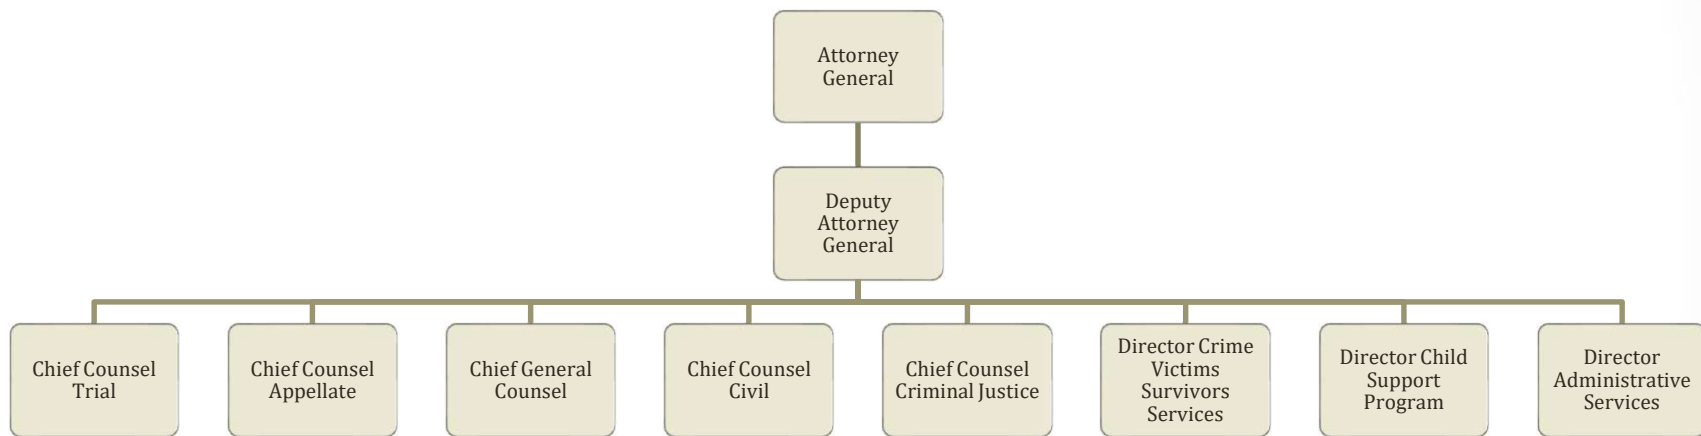 Attorney
General
Deputy
Attorney
General
Chief Counsel
Trial
Chief Counsel
Appellate
Chief General
Counsel
Chief Counsel
Civil
Chief Counsel
Criminal Justice
Director Crime
Victims
Survivors
Services
Director Child
Support
Program
Director
Administrative
Services